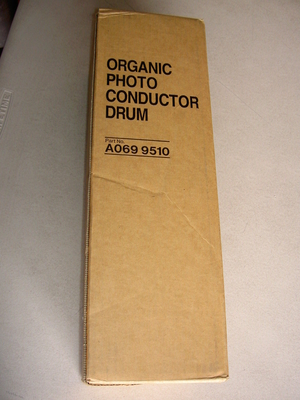 ORGANIC
PHOTO
CONDUCTOR
DRUM
Part No.
A069 9510